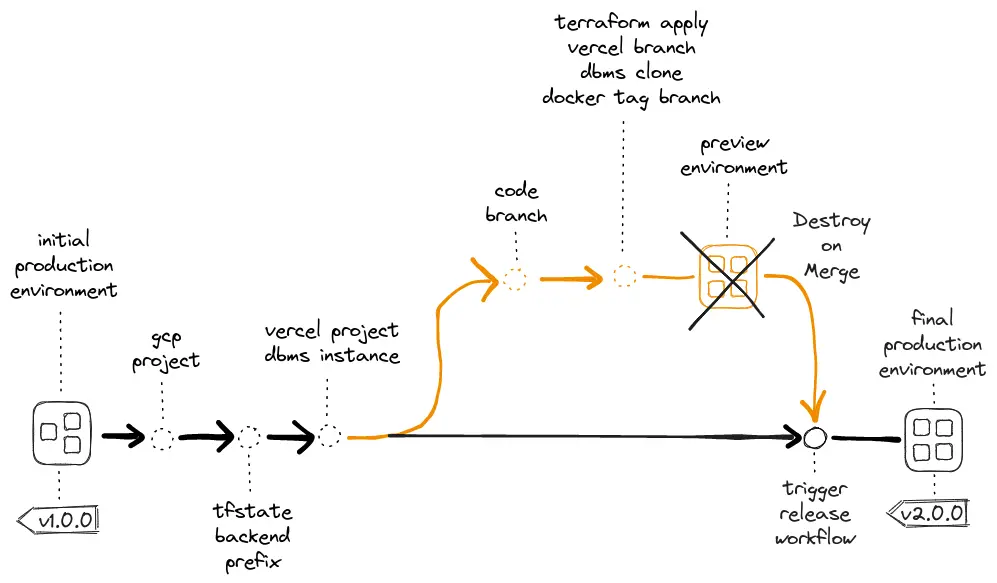 terraform apply
vercel branch
dbms clone
docker tag branch
preview
environment
code
branch
Destroy
on
Merge
initial
production
environment
gcp
project
vercel project
dbms instance
final
production
environment
tfstate
backend
prefix
trigger
release
workflow
v1.0.0
v2.0.0